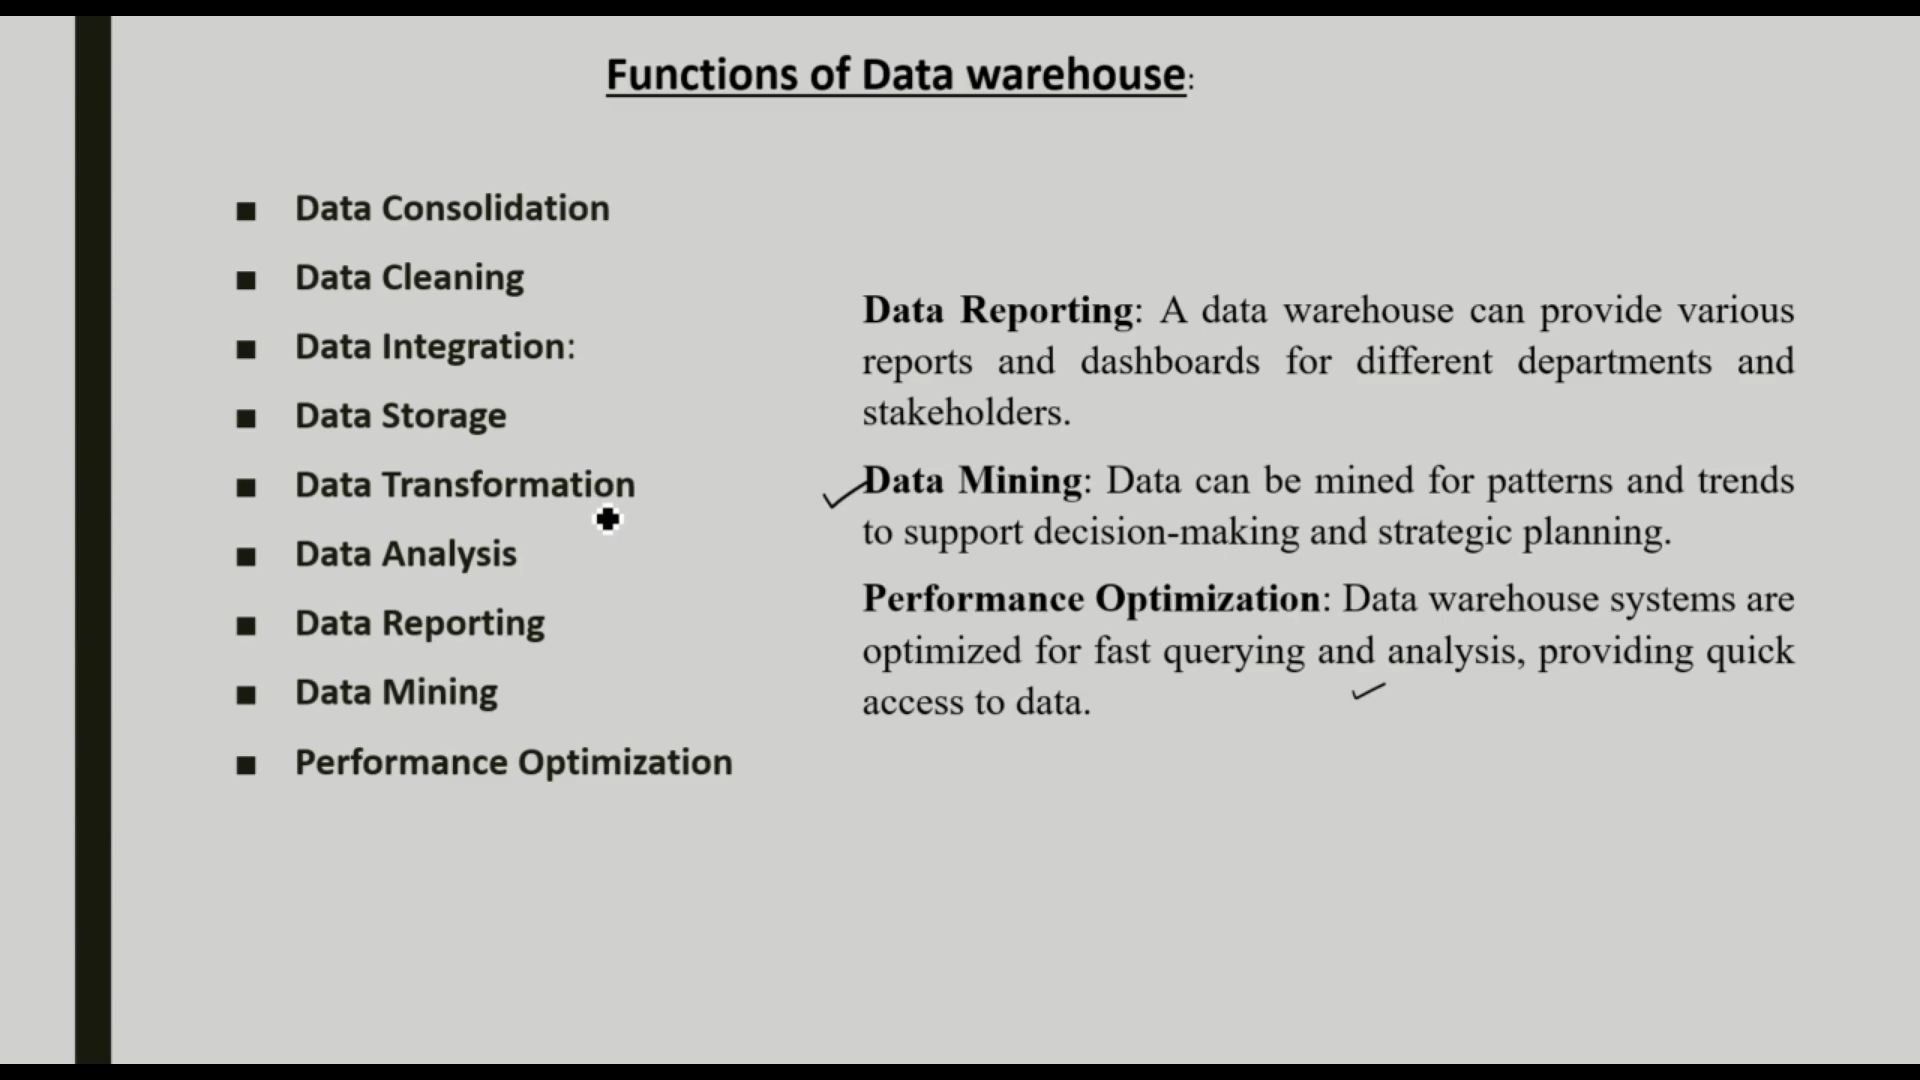 Functions of Data warehouse:
■ Data Consolidation
■ Data Cleaning
■ Data Integration:
■ Data Storage
■ Data Transformation
■ Data Analysis
■ Data Reporting
■ Data Mining
■ Performance Optimization
Data Reporting: A data warehouse can provide various
reports and dashboards for different departments and
stakeholders.
Data Mining: Data can be mined for patterns and trends
to support decision-making and strategic planning.
Performance Optimization: Data warehouse systems are
optimized for fast querying and analysis, providing quick
access to data.